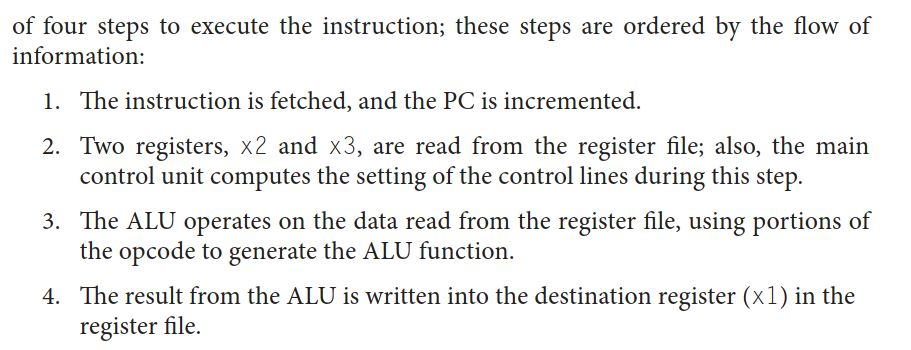 of four steps to execute the instruction; these steps are ordered by the flow of
information:
1. The instruction is fetched, and the PC is incremented.
2. Two registers, x2 and x3, are read from the register file; also, the main
control unit computes the setting of the control lines during this step.
3. The ALU operates on the data read from the register file, using portions of
the opcode to generate the ALU function.
4. The result from the ALU is written into the destination register (x1) in the
register file.